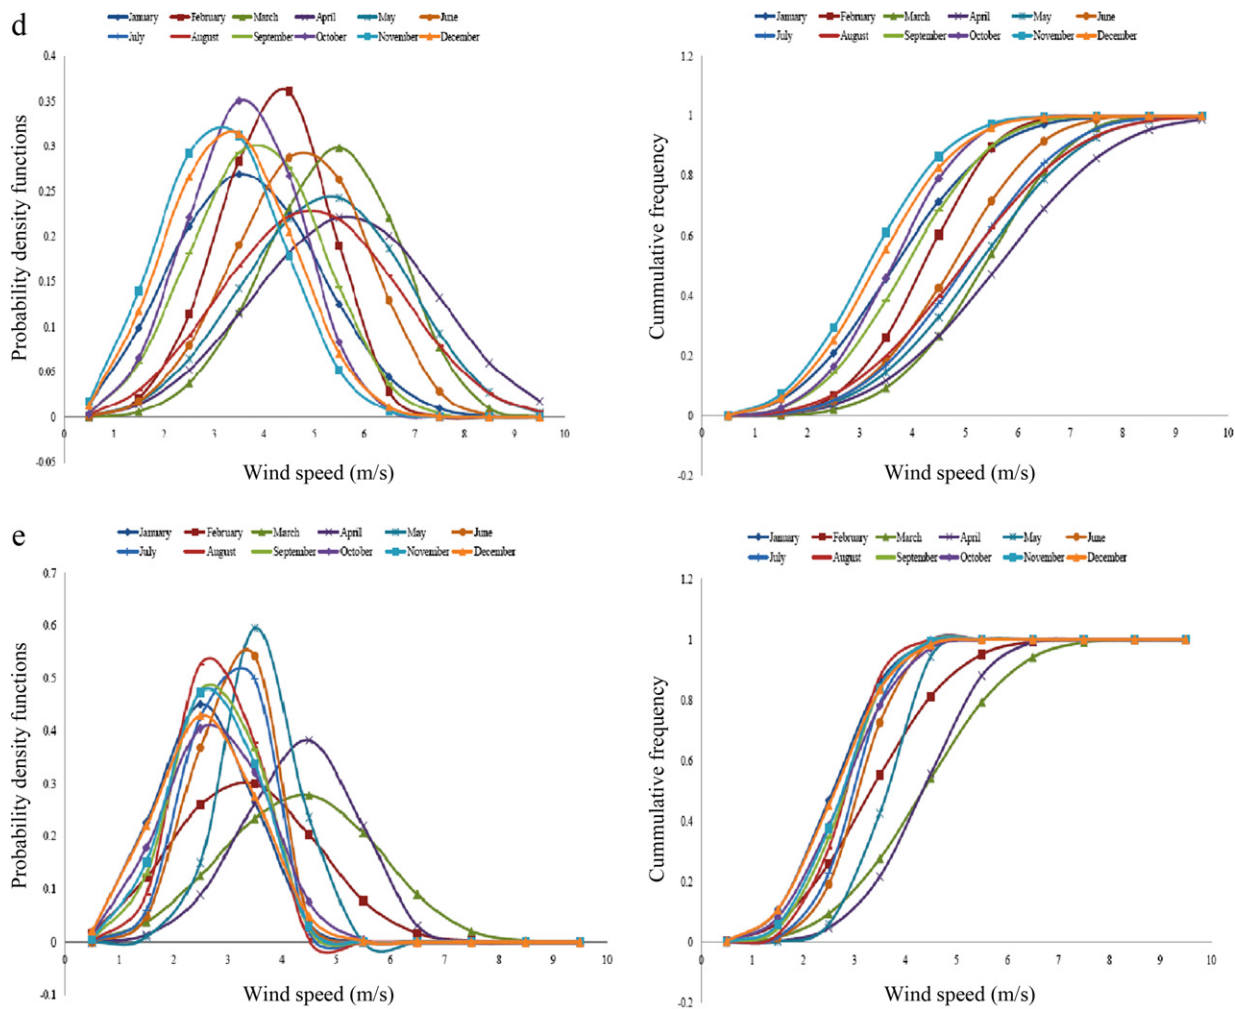 d
January February March April May June
July August September October November December
Probability density functions
0.4
0.35
0.3
0.25
0.2
0.15
0.1
0.05
0
-0.05
0 1 2 3 4 5 6 7 8 9 10
Wind speed (m/s)
January February March April May June
July August September October November December
Cummulative frequency
1.2
1
0.8
0.6
0.4
0.2
0
-0.2
0 1 2 3 4 5 6 7 8 9 10
Wind speed (m/s)
e
January February March April May June
July August September October November December
Probability density functions
0.7
0.6
0.5
0.4
0.3
0.2
0.1
0
-0.1
0 1 2 3 4 5 6 7 8 9 10
Wind speed (m/s)
January February March April May June
July August September October November December
Cummulative frequency
1.2
1
0.8
0.6
0.4
0.2
0
-0.2
0 1 2 3 4 5 6 7 8 9 10
Wind speed (m/s)